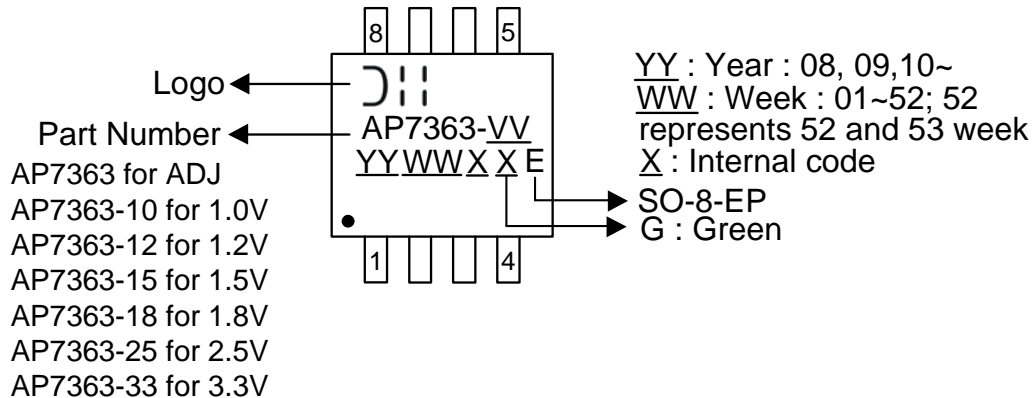 8 5
Logo
AP7363-VV
YYWWX X E
Part Number
AP7363 for ADJ
AP7363-10 for 1.0V
AP7363-12 for 1.2V
AP7363-15 for 1.5V
AP7363-18 for 1.8V
AP7363-25 for 2.5V
AP7363-33 for 3.3V
1 4
YY : Year : 08, 09,10~
WW : Week : 01~52; 52
represents 52 and 53 week
X : Internal code
SO-8-EP
G : Green